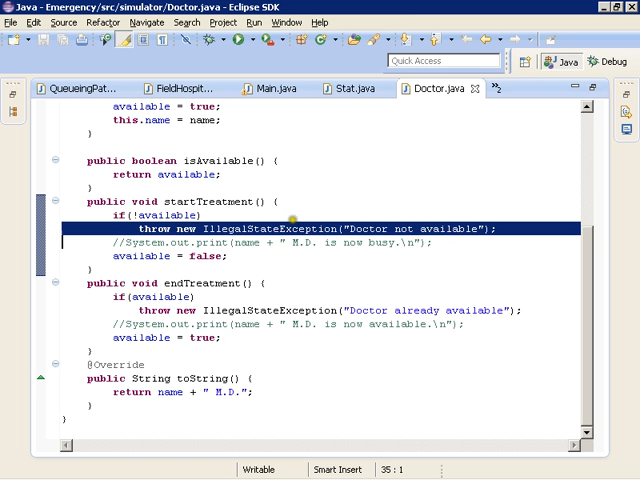 Java - Emergency/src/simulator/Doctor.java - Eclipse SDK
File Edit Source Refactor Navigate Search Project Run Window Help
Quick Access
Java
Debug
QueueingPat...
FieldHospit...
Main.java
Stat.java
Doctor.java
»2
available = true;
this.name = name;
}
public boolean isAvailable() {
return available;
}
public void startTreatment() {
if(!available)
throw new IllegalStateException("Doctor not available");
//System.out.print(name + " M.D. is now busy.\n");
available = false;
}
public void endTreatment() {
if(available)
throw new IllegalStateException("Doctor already available");
//System.out.print(name + " M.D. is now available.\n");
available = true;
}
@Override
public String toString() {
return name + " M.D.";
}
}
Writable
Smart Insert
35 : 1